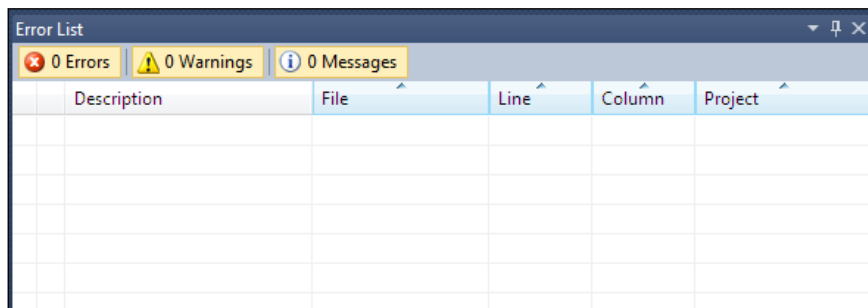 Error List
0 Errors 0 Warnings 0 Messages
Description File Line Column Project